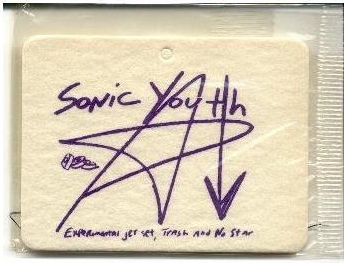 Sonic Youth
Experimental jet set, Trash and No Star